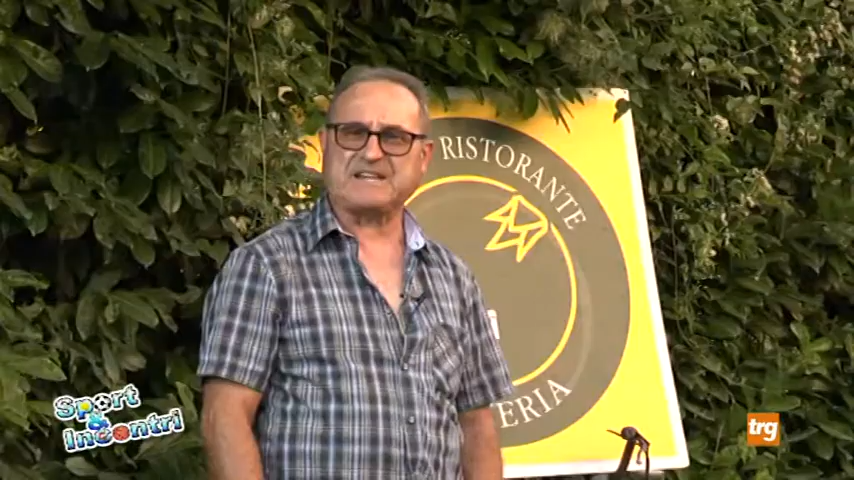 RISTORANTE
ERIA
Sport
&
Incontri
trg